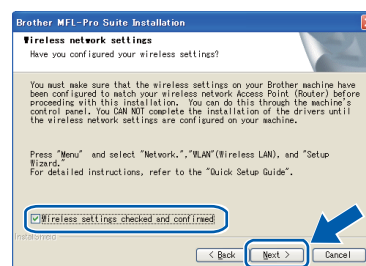 Brother MFL-Pro Suite Installation
Wireless network settings
Have you configured your wireless settings?
You must make sure that the wireless settings on your Brother machine have
been configured to match your wireless network Access Point (Router) before
proceeding with this installation. You can do this through the machine's
control panel. You CAN NOT complete the installation of the drivers until
the wireless network settings are configured on your machine.
Press "Menu" and select "Network.","WLAN"(Wireless LAN), and "Setup
Wizard."
For detailed instructions, refer to the "Quick Setup Guide".
Wireless settings checked and confirmed
InstallShield
< Back
Next >
Cancel